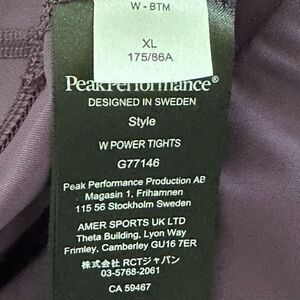 W - BTM
XL
175/86A
PeakPerformance®
DESIGNED IN SWEDEN
Style
W POWER TIGHTS
G77146
Peak Performance Production AB
Magasin 1, Frihamnen
115 56 Stockholm Sweden
AMER SPORTS UK LTD
Theta Building, Lyon Way
Frimley, Camberley GU16 7ER
株式会社 RCTジャパン
03-5768-2061
CA 59467